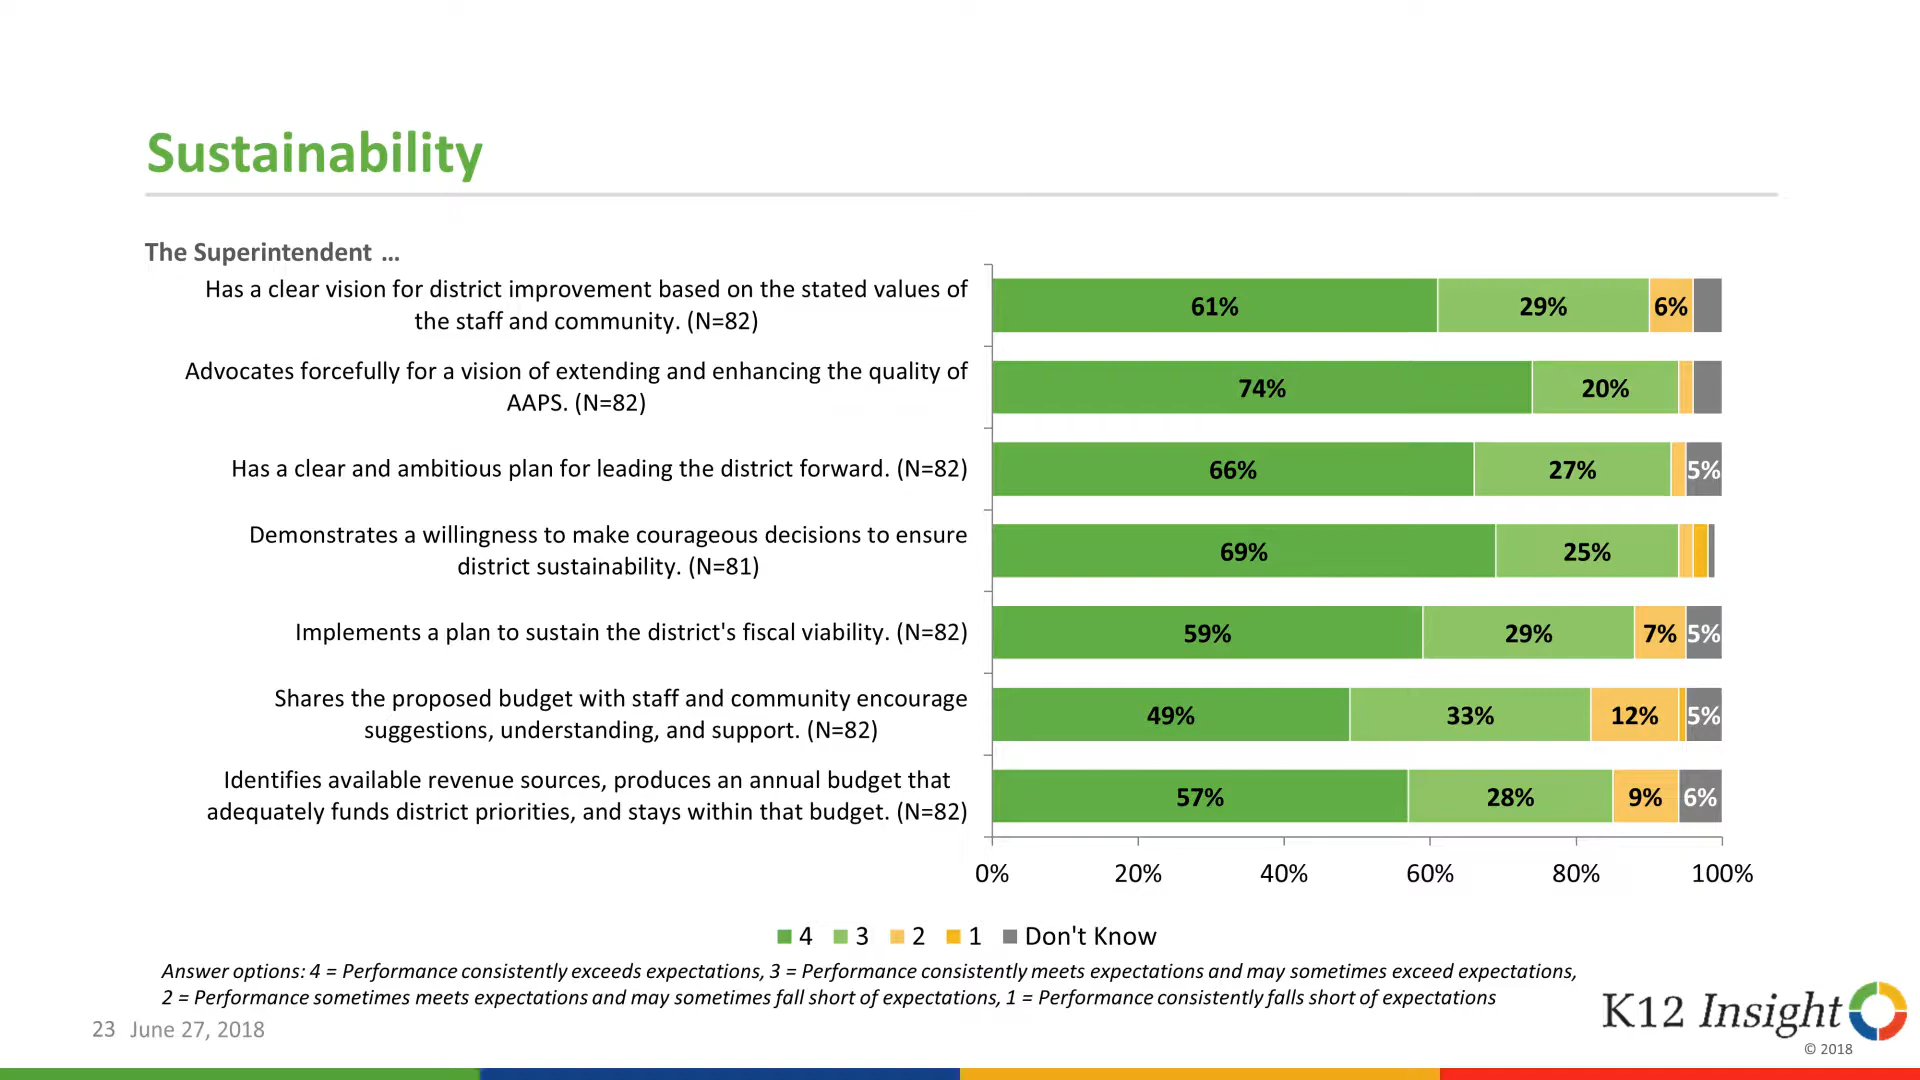 Sustainability
The Superintendent ...
Has a clear vision for district improvement based on the stated values of
the staff and community. (N=82)
61% 29% 6%
Advocates forcefully for a vision of extending and enhancing the quality of
AAPS. (N=82)
74% 20%
Has a clear and ambitious plan for leading the district forward. (N=82)
66% 27% 5%
Demonstrates a willingness to make courageous decisions to ensure
district sustainability. (N=81)
69% 25%
Implements a plan to sustain the district's fiscal viability. (N=82)
59% 29% 7% 5%
Shares the proposed budget with staff and community encourage
suggestions, understanding, and support. (N=82)
49% 33% 12% 5%
Identifies available revenue sources, produces an annual budget that
adequately funds district priorities, and stays within that budget. (N=82)
57% 28% 9% 6%
0% 20% 40% 60% 80% 100%
4 3 2 1 Don't Know
Answer options: 4 = Performance consistently exceeds expectations, 3 = Performance consistently meets expectations and may sometimes exceed expectations,
2 = Performance sometimes meets expectations and may sometimes fall short of expectations, 1 = Performance consistently falls short of expectations
23 June 27, 2018
K12 Insight
© 2018